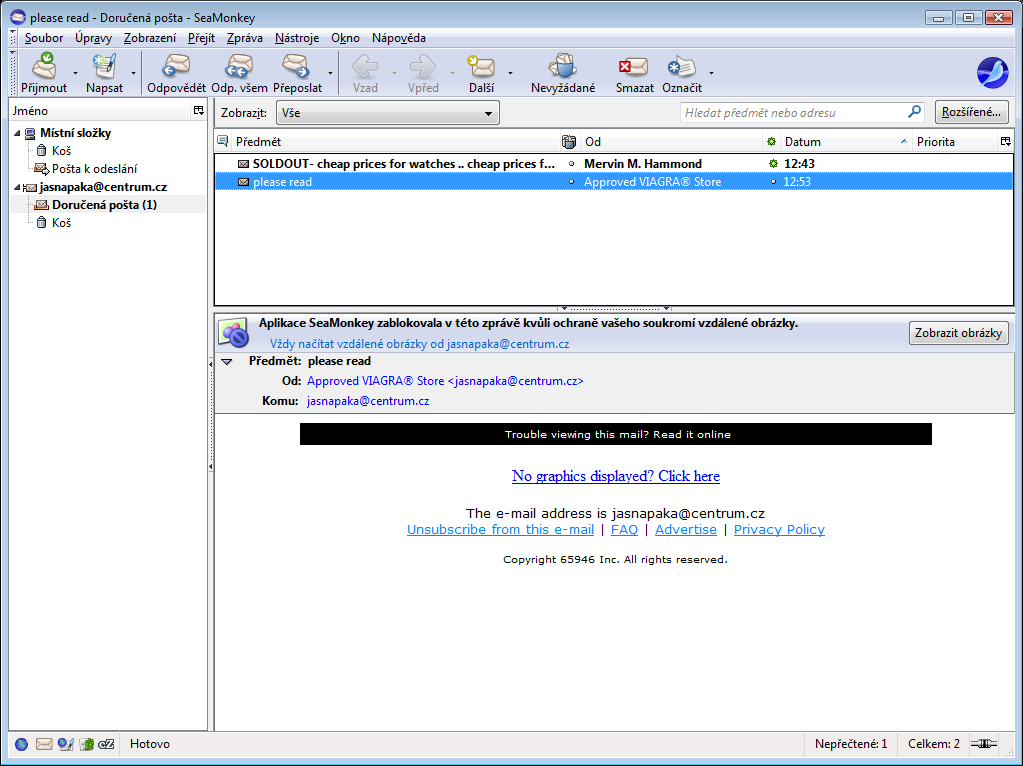 please read - Doručená pošta - SeaMonkey
Soubor Úpravy Zobrazení Přejít Zpráva Nástroje Okno Nápověda
Přijmout Napsat Odpovědět Odp. všem Přeposlat Vzad Vpřed Další Nevyžádané Smazat Označit
Jméno
Místní složky
Koš
Pošta k odeslání
jasnapaka@centrum.cz
Doručená pošta (1)
Koš
Zobrazit: Vše Hledat předmět nebo adresu Rozšířené...
Předmět Od Datum Priorita
SOLDOUT- cheap prices for watches .. cheap prices f... Mervin M. Hammond 12:43
please read Approved VIAGRA® Store 12:53
Aplikace SeaMonkey zablokovala v této zprávě kvůli ochraně vašeho soukromí vzdálené obrázky.
Vždy načítat vzdálené obrázky od jasnapaka@centrum.cz
Zobrazit obrázky
Předmět: please read
Od: Approved VIAGRA® Store <jasnapaka@centrum.cz>
Komu: jasnapaka@centrum.cz
Trouble viewing this mail? Read it online
No graphics displayed? Click here
The e-mail address is jasnapaka@centrum.cz
Unsubscribe from this e-mail | FAQ | Advertise | Privacy Policy
Copyright 65946 Inc. All rights reserved.
cZ Hotovo Nepřečtené: 1 Celkem: 2